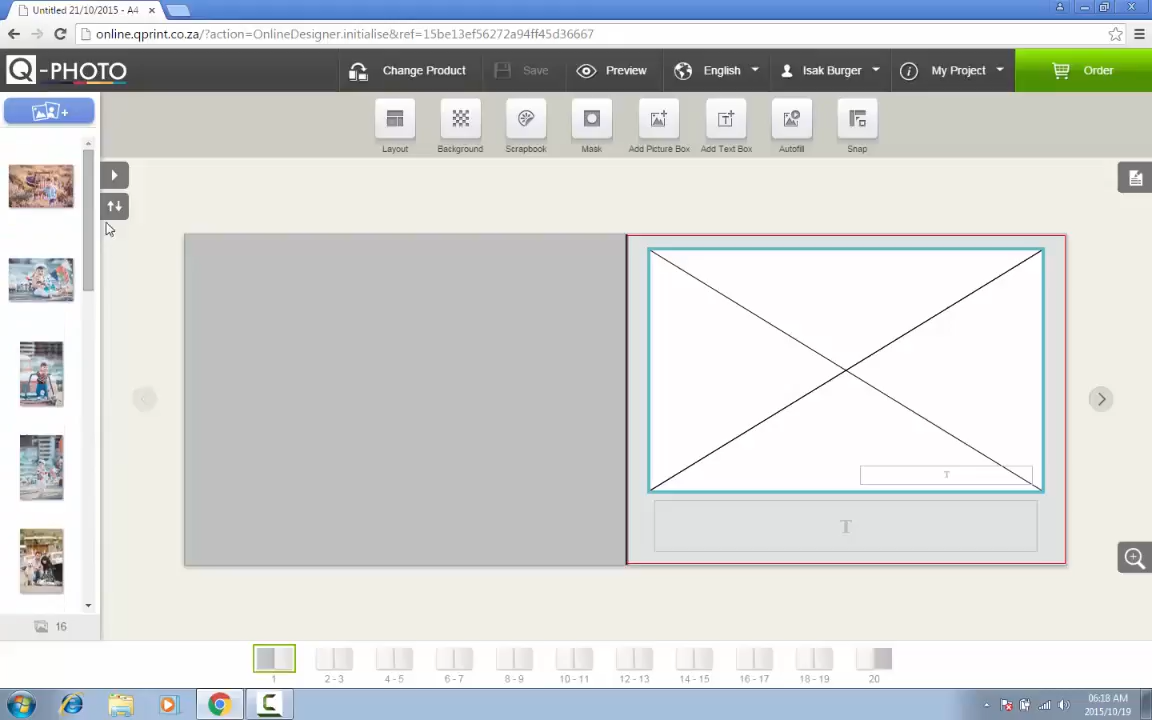 Untitled 21/10/2015 - A4
online.qprint.co.za/?action=OnlineDesigner.initialise&ref=15be13ef56272a94ff45d36667
Q-PHOTO
Change Product
Save
Preview
English
Isak Burger
My Project
Order
Layout
Background
Scrapbook
Mask
Add Picture Box
Add Text Box
Autofill
Snap
T
T
16
1
2 - 3
4 - 5
6 - 7
8 - 9
10 - 11
12 - 13
14 - 15
16 - 17
18 - 19
20
06:18 AM
2015/10/19